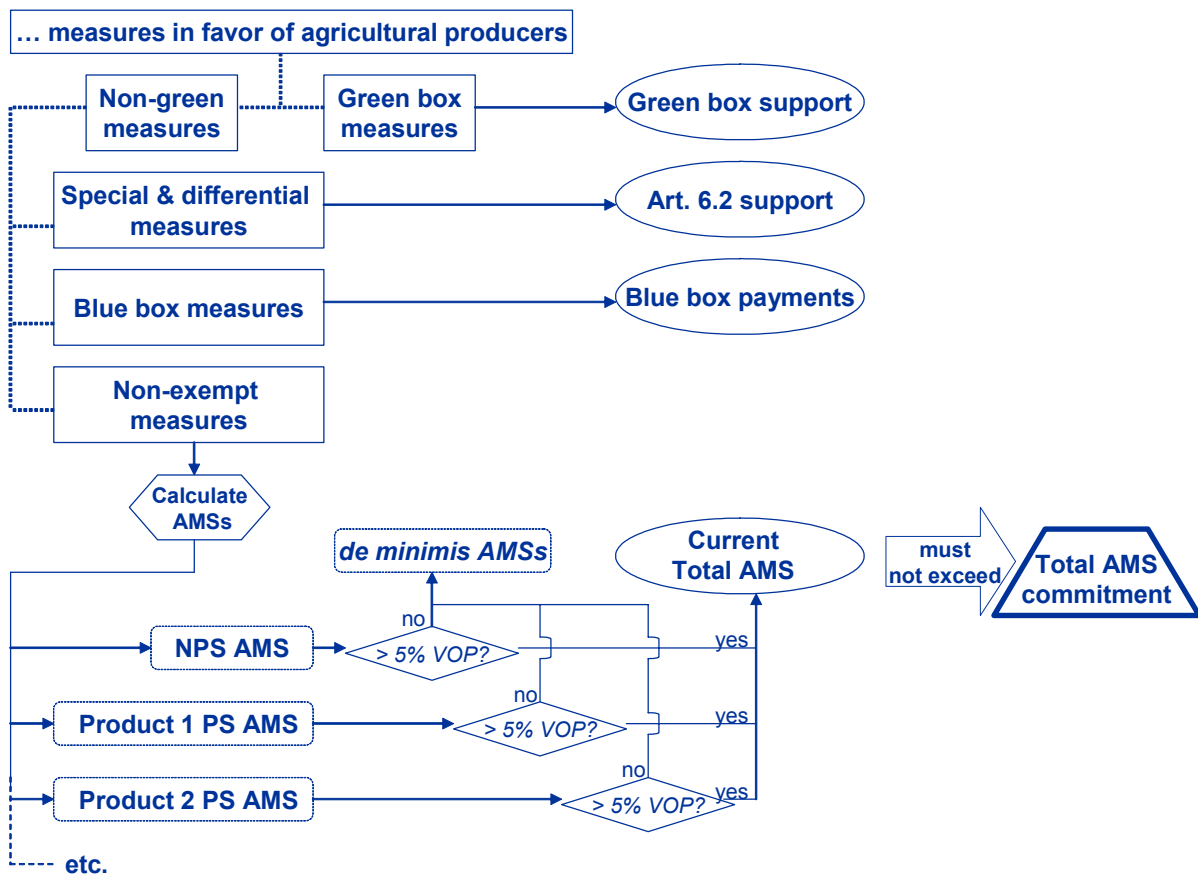 … measures in favor of agricultural producers
Non-green
measures
Green box
measures
Green box support
Special & differential
measures
Art. 6.2 support
Blue box measures
Blue box payments
Non-exempt
measures
Calculate
AMSs
de minimis AMSs
Current
Total AMS
must
not exceed
Total AMS
commitment
no
NPS AMS
> 5% VOP?
yes
no
Product 1 PS AMS
> 5% VOP?
yes
no
Product 2 PS AMS
> 5% VOP?
yes
etc.